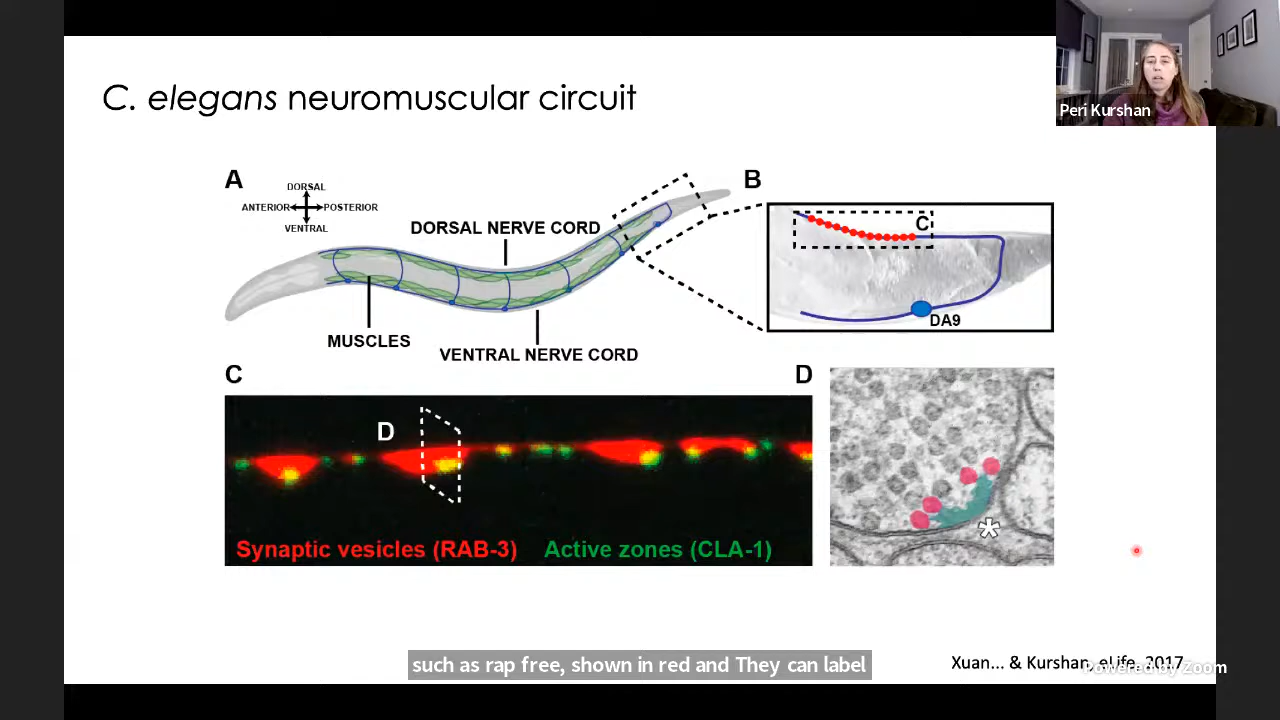 C. elegans neuromuscular circuit
Peri Kurshan
A
DORSAL
ANTERIOR
POSTERIOR
VENTRAL
DORSAL NERVE CORD
MUSCLES
VENTRAL NERVE CORD
B
C
DA9
C
D
Synaptic vesicles (RAB-3)
Active zones (CLA-1)
D
*
such as rap free, shown in red and They can label
Xuan... & Kurshan, eLife, 2017
Powered by Zoom